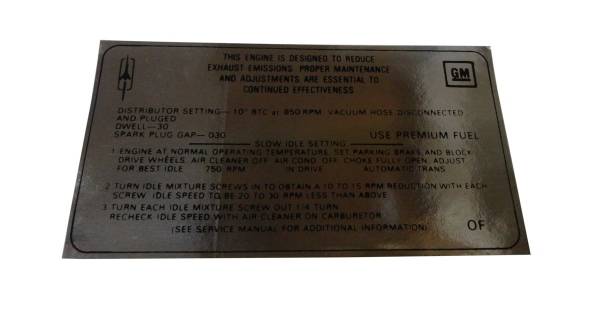 THIS ENGINE IS DESIGNED TO REDUCE
EXHAUST EMISSIONS. PROPER MAINTENANCE
AND ADJUSTMENTS ARE ESSENTIAL TO
CONTINUED EFFECTIVENESS
GM
DISTRIBUTOR SETTING— 10° BTC at 850 RPM. VACUUM HOSE DISCONNECTED
AND PLUGED
DWELL—30
SPARK PLUG GAP—.030
USE PREMIUM FUEL
SLOW IDLE SETTING
1 ENGINE AT NORMAL OPERATING TEMPERATURE. SET PARKING BRAKE AND BLOCK
DRIVE WHEELS. AIR CLEANER OFF. AIR COND. OFF. CHOKE FULLY OPEN, ADJUST
FOR BEST IDLE 750 RPM IN DRIVE AUTOMATIC TRANS
2 TURN IDLE MIXTURE SCREWS IN TO OBTAIN A 10 TO 15 RPM REDUCTION WITH EACH
SCREW. IDLE SPEED TO BE 20 TO 30 RPM LESS THAN ABOVE
3 TURN EACH IDLE MIXTURE SCREW OUT 1/4 TURN
RECHECK IDLE SPEED WITH AIR CLEANER ON CARBURETOR
(SEE SERVICE MANUAL FOR ADDITIONAL INFORMATION)
OF